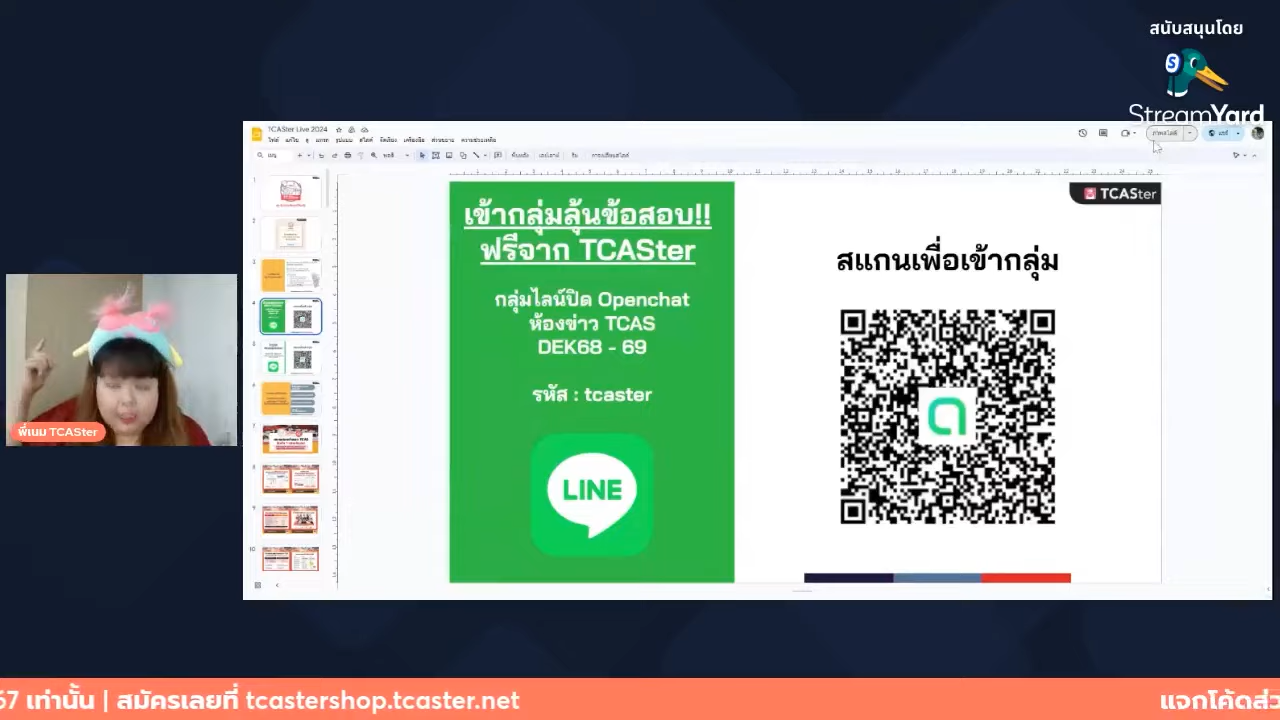 สนับสนุนโดย
StreamYard
TCASter Live 2024
TCASter
เข้ากลุ่มลุ้นข้อสอบ!!
ฟรีจาก TCASter
กลุ่มไลน์ปิด Openchat
ห้องข่าว TCAS
DEK68 - 69
รหัส : tcaster
LINE
สแกนเพื่อเข้ากลุ่ม
พี่เนม TCASter
67 เท่านั้น | สมัครเลยที่ tcastershop.tcaster.net
แจกโค้ดส่ว